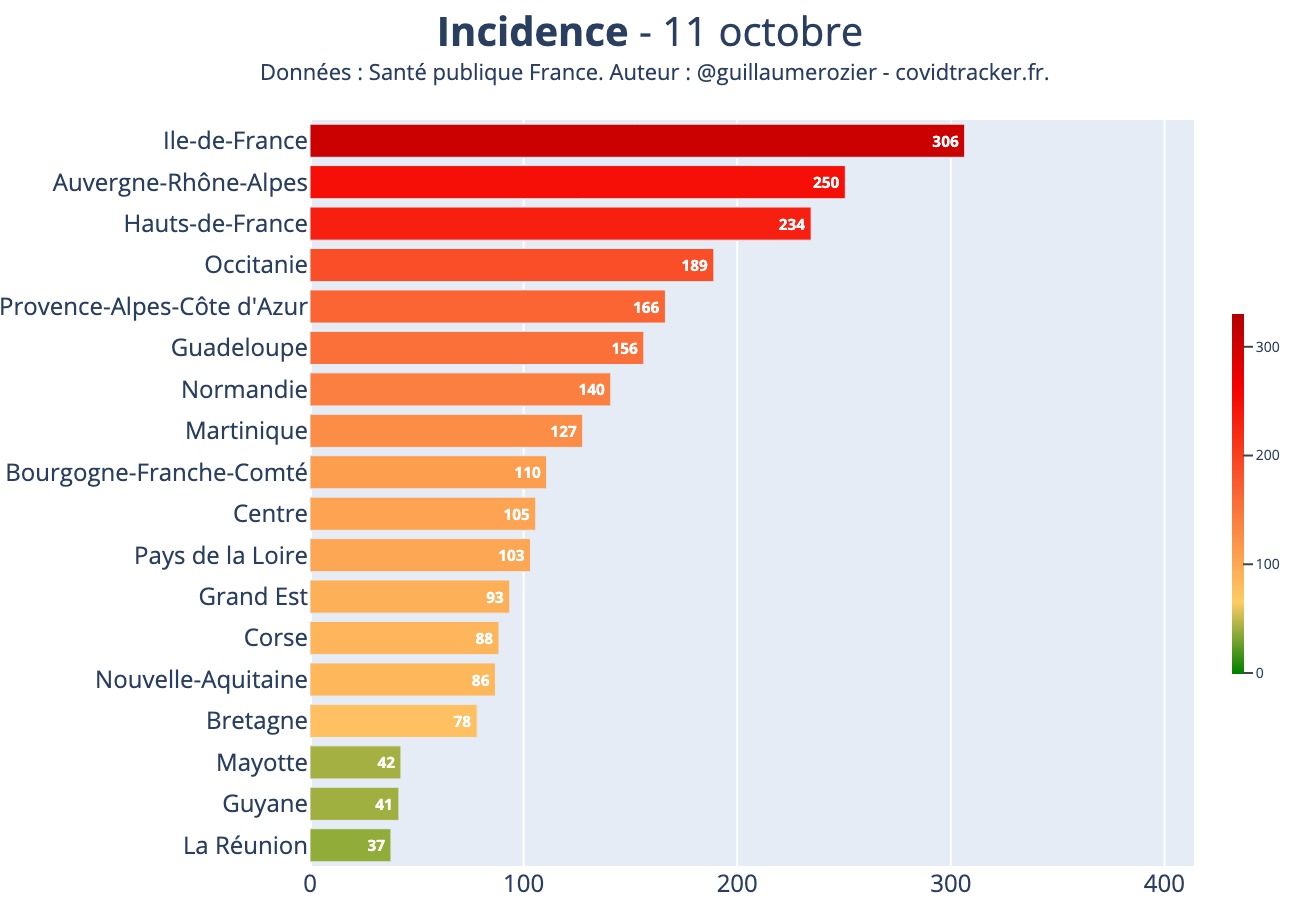 Incidence - 11 octobre
Données : Santé publique France. Auteur : @guillaumerozier - covidtracker.fr.
Ile-de-France 306
Auvergne-Rhône-Alpes 250
Hauts-de-France 234
Occitanie 189
Provence-Alpes-Côte d'Azur 166
Guadeloupe 156
Normandie 140
Martinique 127
Bourgogne-Franche-Comté 110
Centre 105
Pays de la Loire 103
Grand Est 93
Corse 88
Nouvelle-Aquitaine 86
Bretagne 78
Mayotte 42
Guyane 41
La Réunion 37
0 100 200 300 400
300
200
100
0